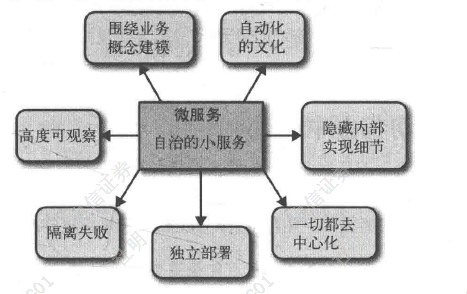 围绕业务
概念建模
自动化
的文化
微服务
自治的小服务
高度可观察
隐藏内部
实现细节
隔离失败
独立部署
一切都去
中心化